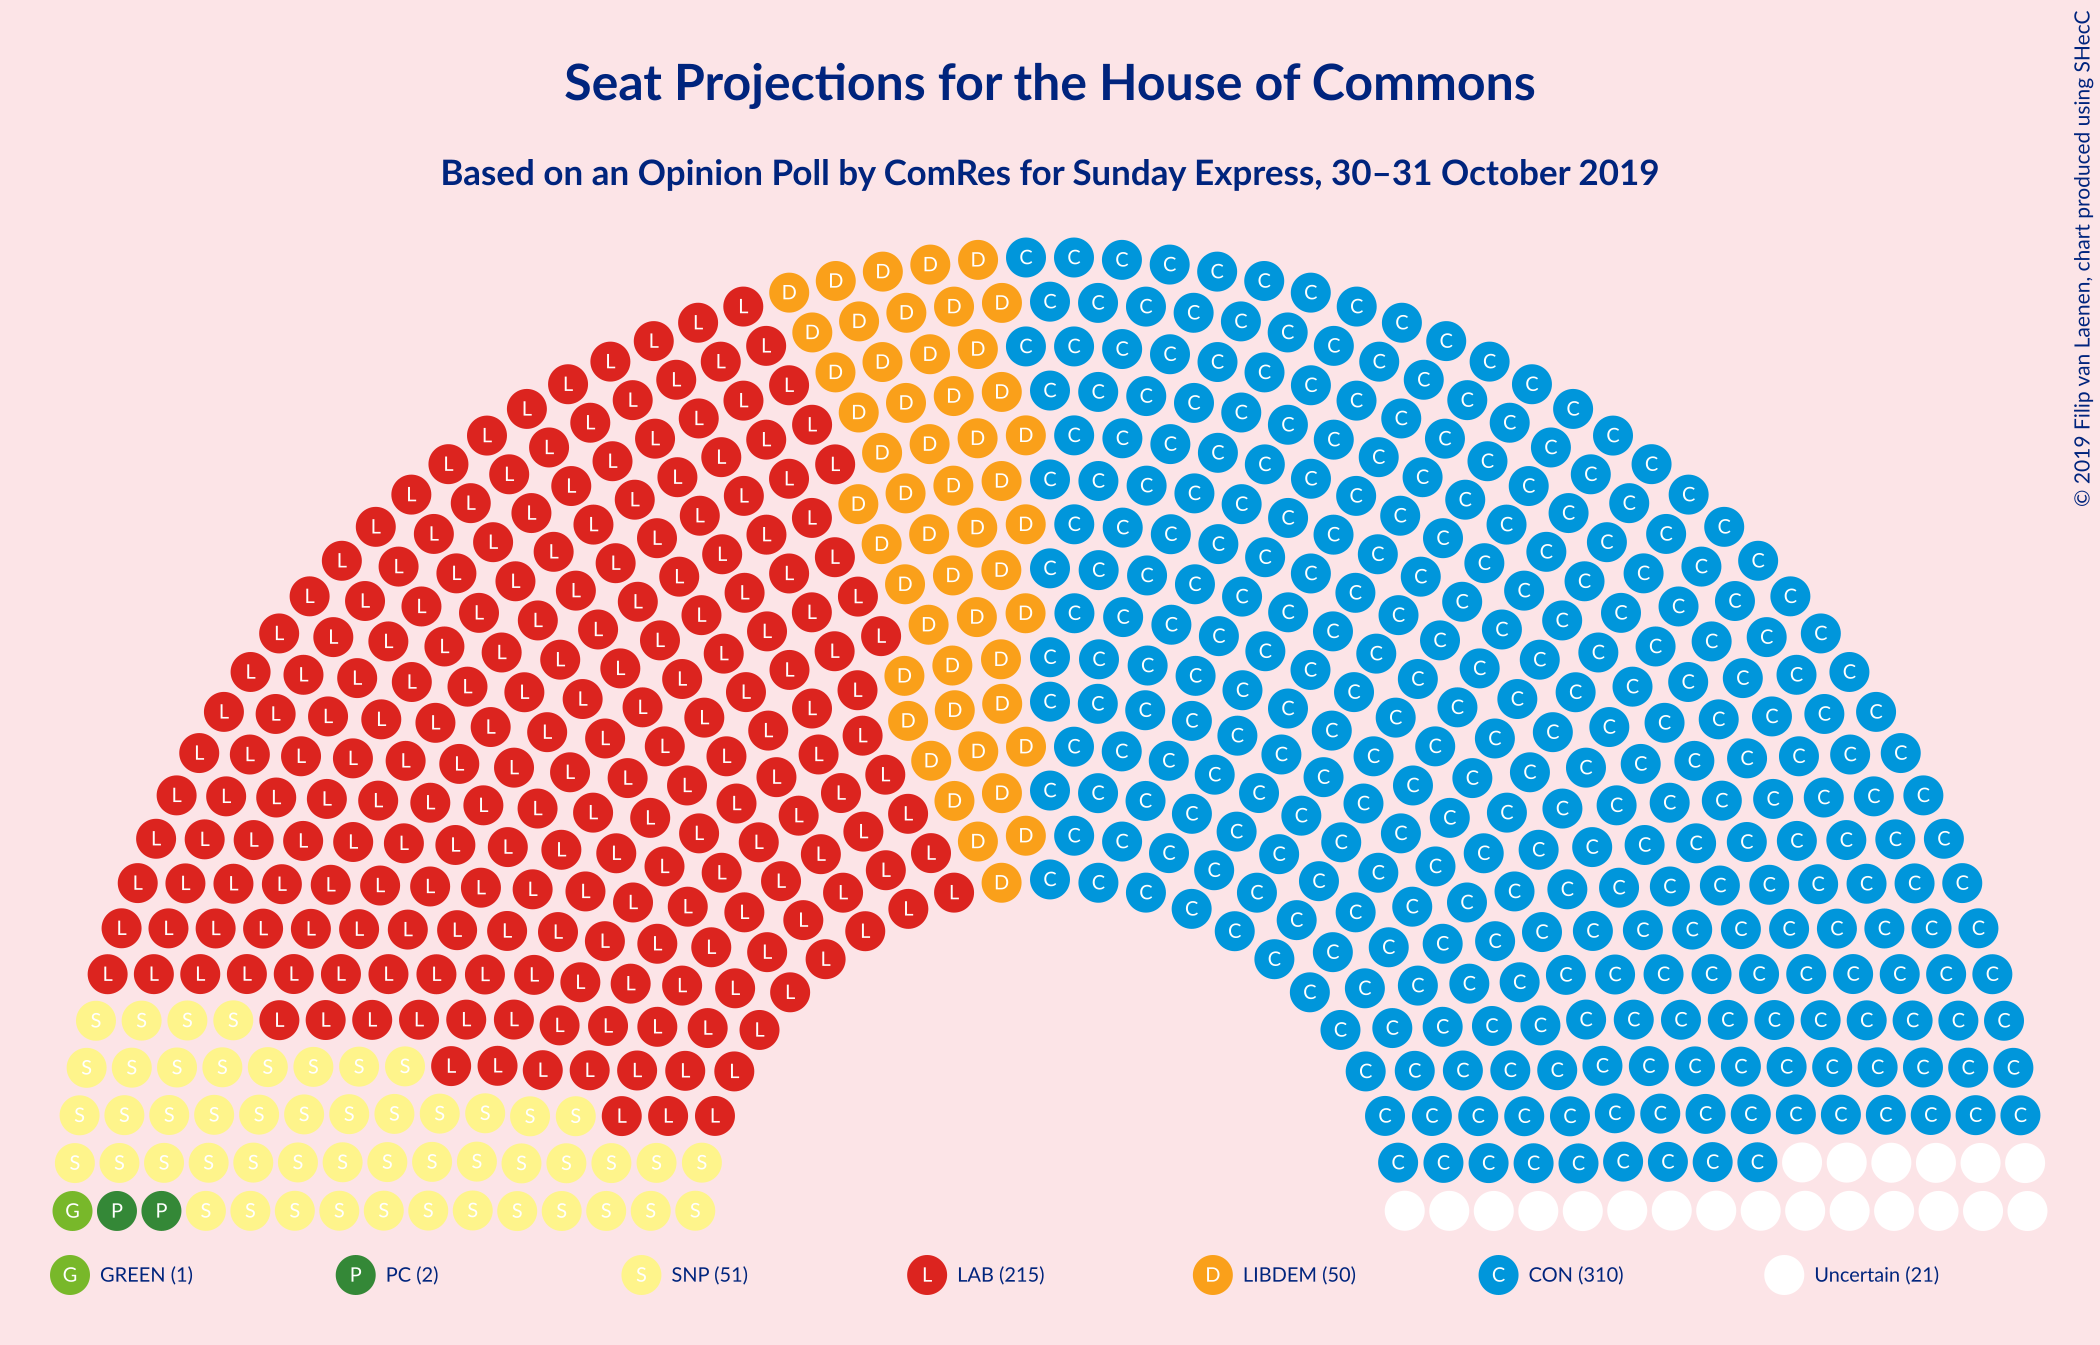 Seat Projections for the House of Commons
Based on an Opinion Poll by ComRes for Sunday Express, 30–31 October 2019
© 2019 Filip van Laenen, chart produced using SHecC
G GREEN (1) P PC (2) S SNP (51) L LAB (215) D LIBDEM (50) C CON (310) Uncertain (21)